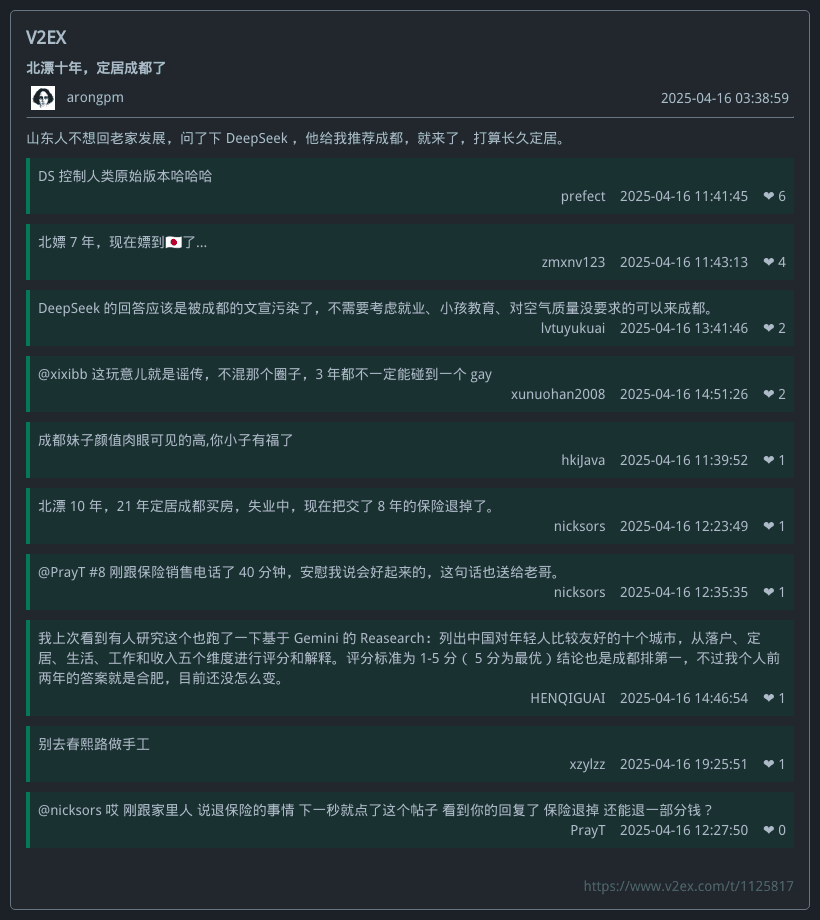 V2EX
北漂十年，定居成都了
arongpm 2025-04-16 03:38:59
山东人不想回老家发展，问了下 DeepSeek ，他给我推荐成都，就来了，打算长久定居。
DS 控制人类原始版本哈哈哈
prefect 2025-04-16 11:41:45 ❤ 6
北嫖 7 年，现在嫖到🇯🇵了...
zmxnv123 2025-04-16 11:43:13 ❤ 4
DeepSeek 的回答应该是被成都的文宣污染了，不需要考虑就业、小孩教育、对空气质量没要求的可以来成都。
lvtuyukuai 2025-04-16 13:41:46 ❤ 2
@xixibb 这玩意儿就是谣传，不混那个圈子，3 年都不一定能碰到一个 gay
xunuohan2008 2025-04-16 14:51:26 ❤ 2
成都妹子颜值肉眼可见的高,你小子有福了
hkiJava 2025-04-16 11:39:52 ❤ 1
北漂 10 年，21 年定居成都买房，失业中，现在把交了 8 年的保险退掉了。
nicksors 2025-04-16 12:23:49 ❤ 1
@PrayT #8 刚跟保险销售电话了 40 分钟，安慰我说会好起来的，这句话也送给老哥。
nicksors 2025-04-16 12:35:35 ❤ 1
我上次看到有人研究这个也跑了一下基于 Gemini 的 Reasearch：列出中国对年轻人比较友好的十个城市，从落户、定
居、生活、工作和收入五个维度进行评分和解释。评分标准为 1-5 分（ 5 分为最优）结论也是成都排第一，不过我个人前
两年的答案就是合肥，目前还没怎么变。
HENQIGUAI 2025-04-16 14:46:54 ❤ 1
别去春熙路做手工
xzylzz 2025-04-16 19:25:51 ❤ 1
@nicksors 哎 刚跟家里人 说退保险的事情 下一秒就点了这个帖子 看到你的回复了 保险退掉 还能退一部分钱？
PrayT 2025-04-16 12:27:50 ❤ 0
https://www.v2ex.com/t/1125817